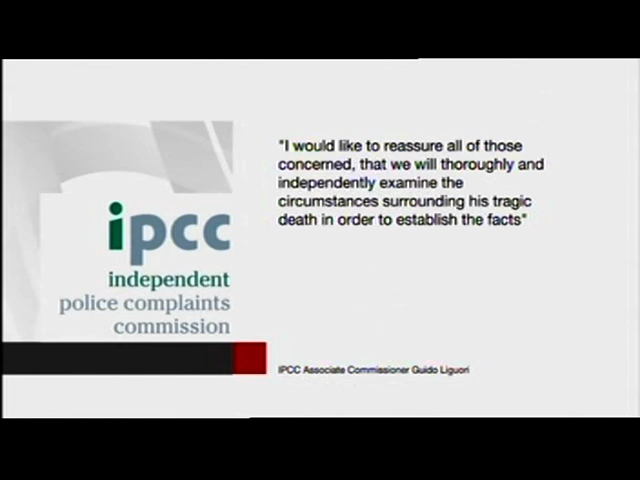 "I would like to reassure all of those
concerned, that we will thoroughly and
independently examine the
circumstances surrounding his tragic
death in order to establish the facts"
ipcc
independent
police complaints
commission
IPCC Associate Commissioner Guido Liguori